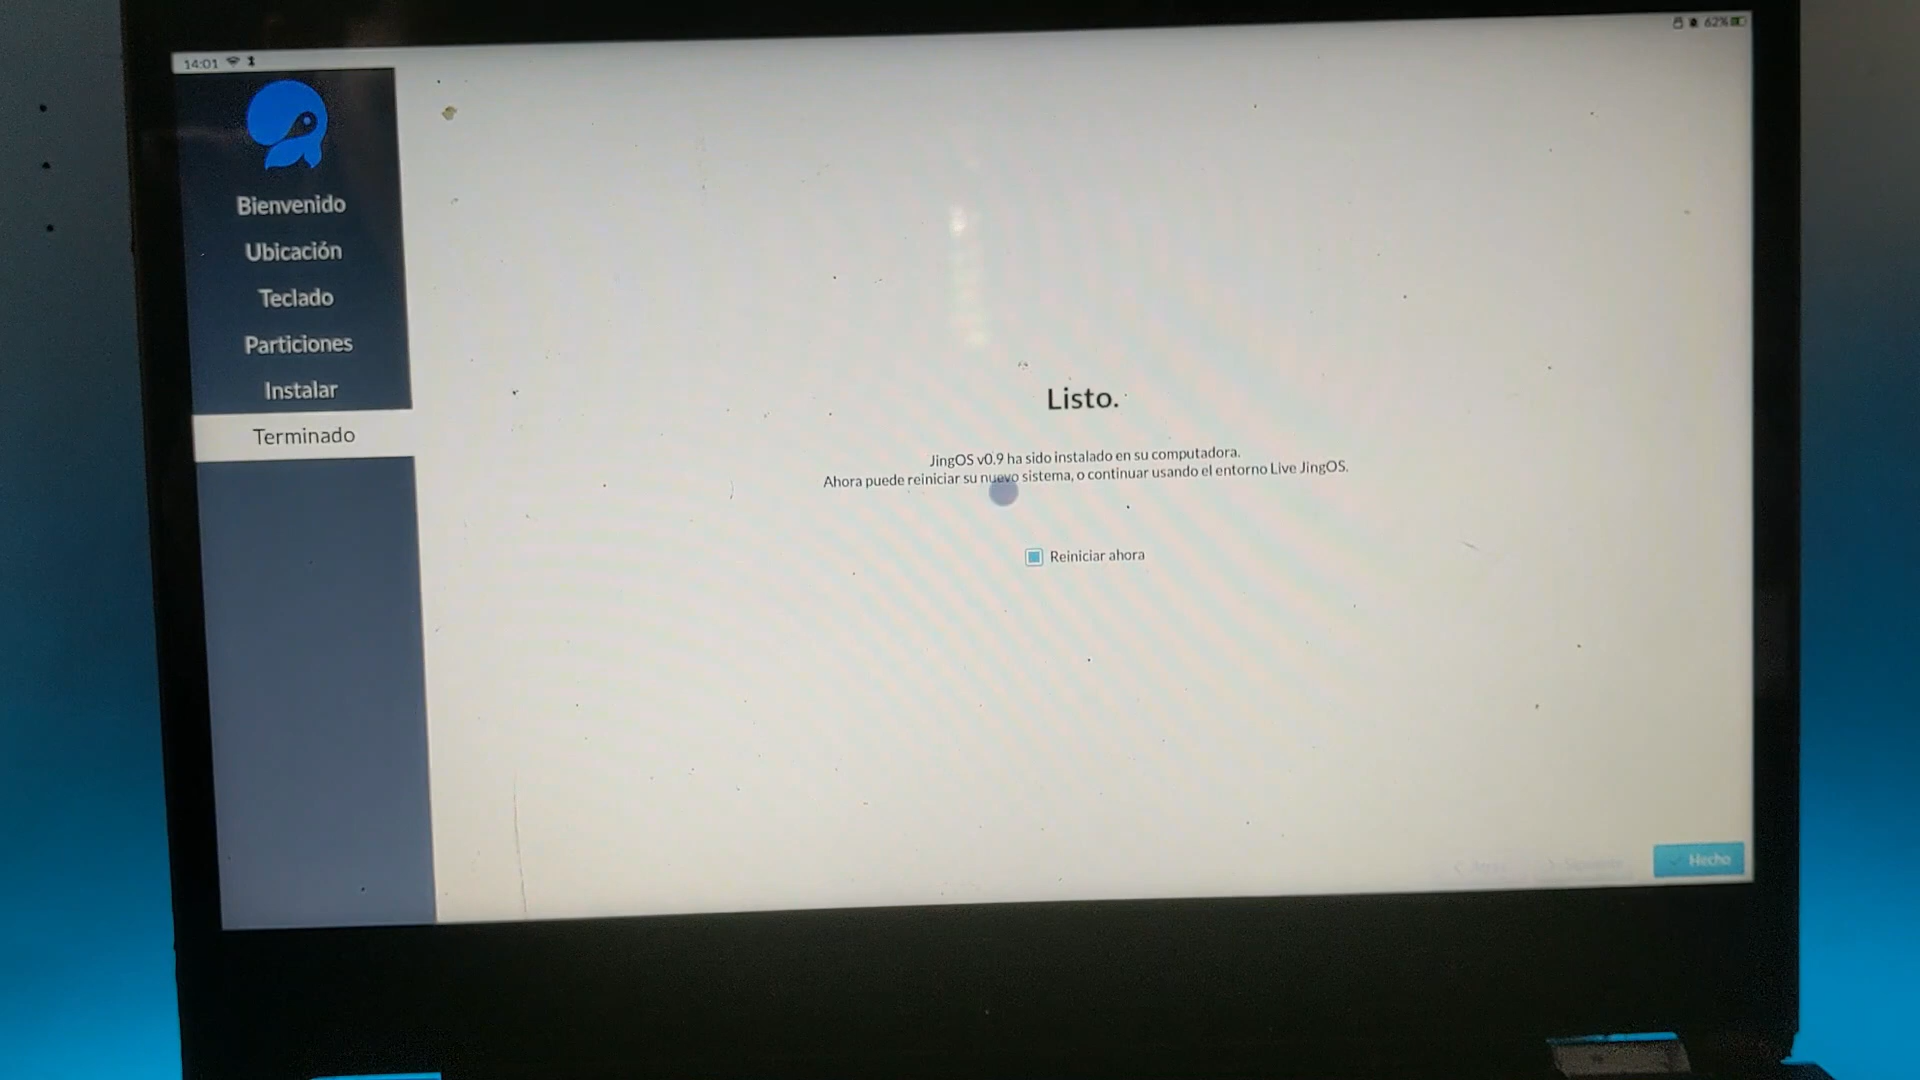 14:01
62%
Bienvenido
Ubicación
Teclado
Particiones
Instalar
Terminado
Listo.
JingOS v0.9 ha sido instalado en su computadora.
Ahora puede reiniciar su nuevo sistema, o continuar usando el entorno Live JingOS.
Reiniciar ahora
Hecho